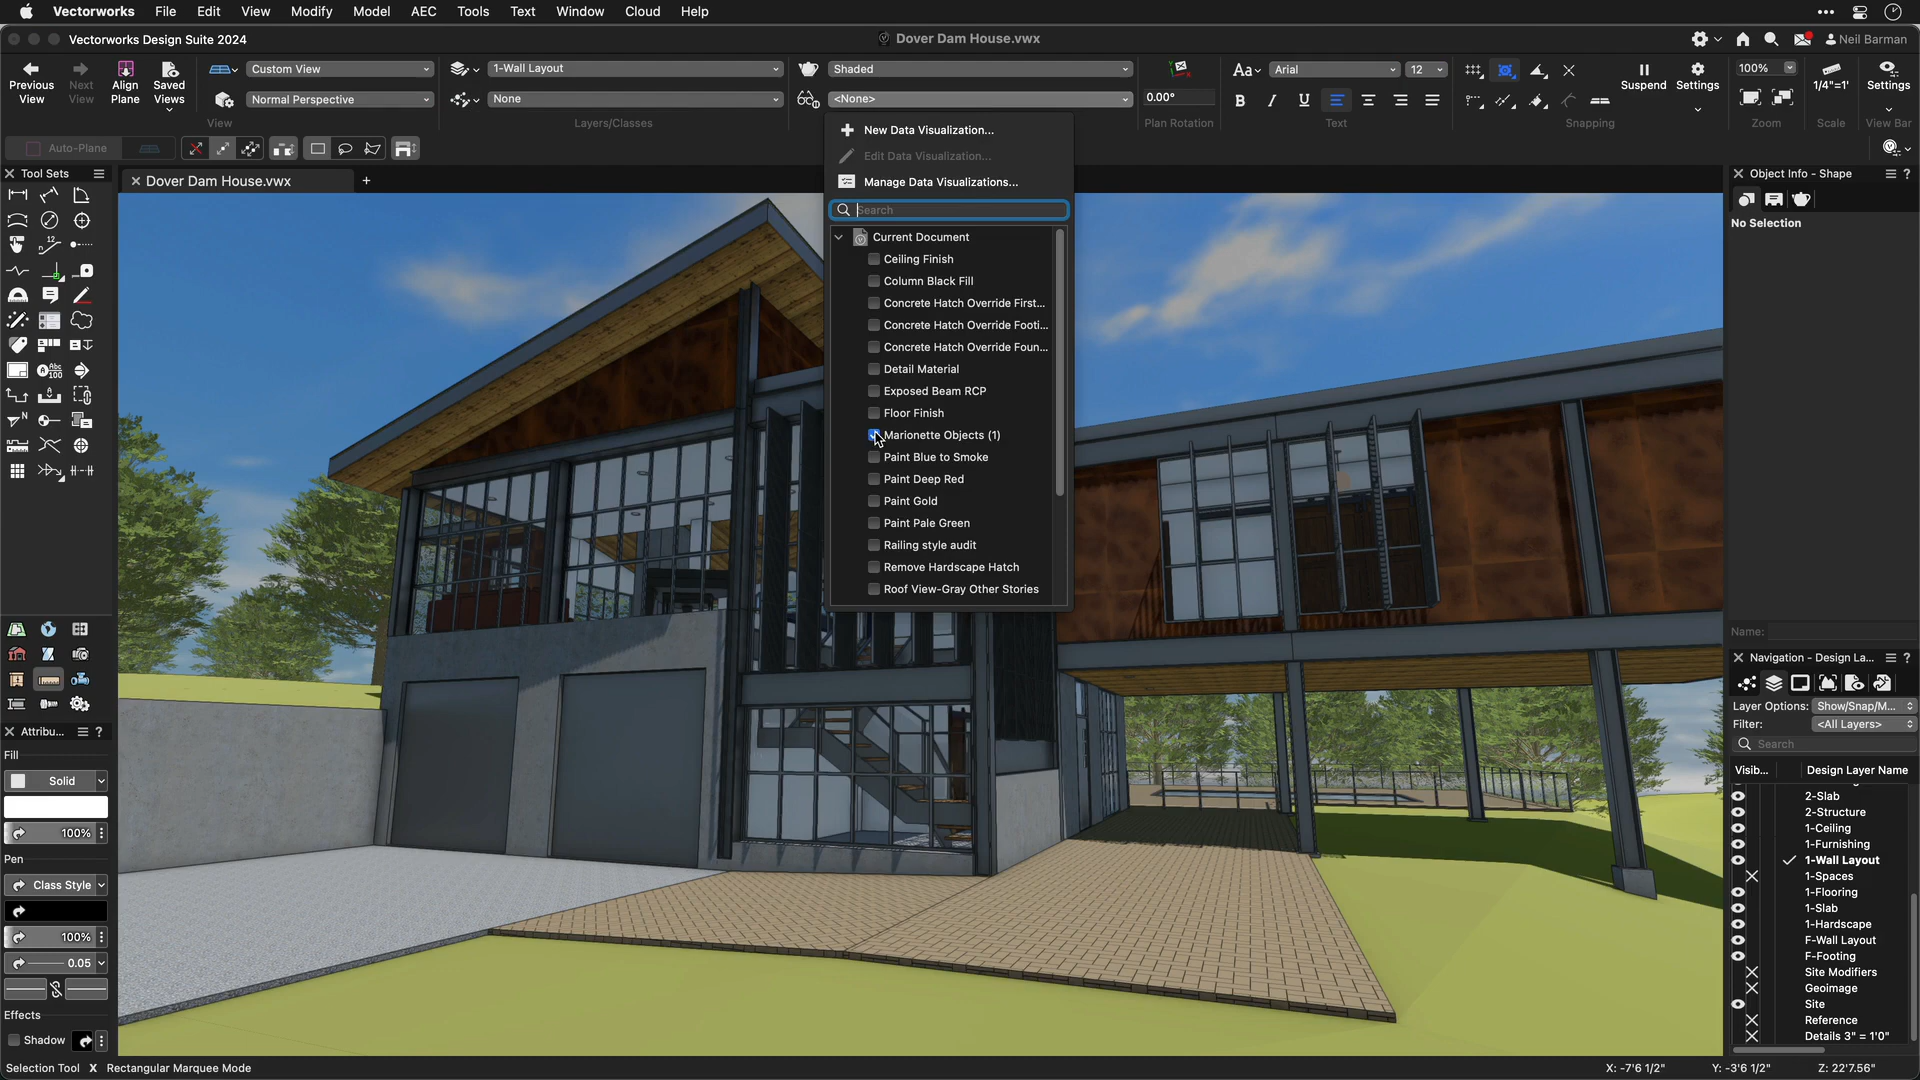 Vectorworks File Edit View Modify Model AEC Tools Text Window Cloud Help
Vectorworks Design Suite 2024
Dover Dam House.vwx
Neil Barman
Previous View
Next View
Align Plane
Saved Views
Custom View
Normal Perspective
View
1-Wall Layout
None
Layers/Classes
Shaded
<None>
0.00°
Plan Rotation
Aa
Arial
12
B I U
Text
Snapping
Suspend
Settings
100%
Zoom
1/4"=1'
Scale
Settings
View Bar
Auto-Plane
Tool Sets
Dover Dam House.vwx
New Data Visualization...
Edit Data Visualization...
Manage Data Visualizations...
Search
Current Document
Ceiling Finish
Column Black Fill
Concrete Hatch Override First...
Concrete Hatch Override Footi...
Concrete Hatch Override Foun...
Detail Material
Exposed Beam RCP
Floor Finish
Marionette Objects (1)
Paint Blue to Smoke
Paint Deep Red
Paint Gold
Paint Pale Green
Railing style audit
Remove Hardscape Hatch
Roof View-Gray Other Stories
Object Info - Shape
No Selection
Name:
Navigation - Design La...
Layer Options: Show/Snap/M...
Filter: <All Layers>
Search
Visib... Design Layer Name
2-Slab
2-Structure
1-Ceiling
1-Furnishing
1-Wall Layout
1-Spaces
1-Flooring
1-Slab
1-Hardscape
F-Wall Layout
F-Footing
Site Modifiers
Geoimage
Site
Reference
Details 3" = 1'0"
Attribu...
Fill
Solid
100%
Pen
Class Style
100%
0.05
Effects
Shadow
Selection Tool X Rectangular Marquee Mode
X: -7'6 1/2" Y: -3'6 1/2" Z: 22'7.56"